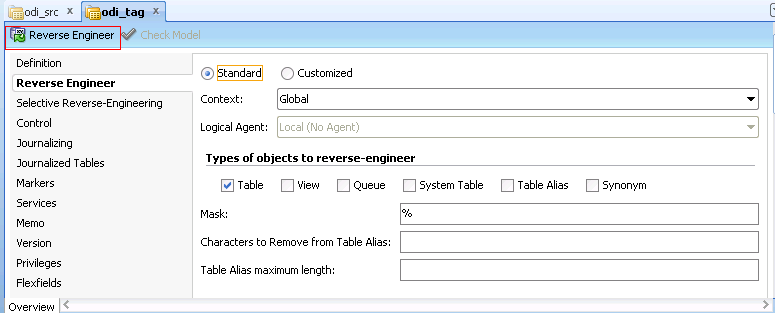 odi_src x odi_tag x
Reverse Engineer Check Model
Definition
Reverse Engineer
Selective Reverse-Engineering
Control
Journalizing
Journalized Tables
Markers
Services
Memo
Version
Privileges
Flexfields
Standard Customized
Context: Global
Logical Agent: Local (No Agent)
Types of objects to reverse-engineer
Table View Queue System Table Table Alias Synonym
Mask: %
Characters to Remove from Table Alias:
Table Alias maximum length:
Overview